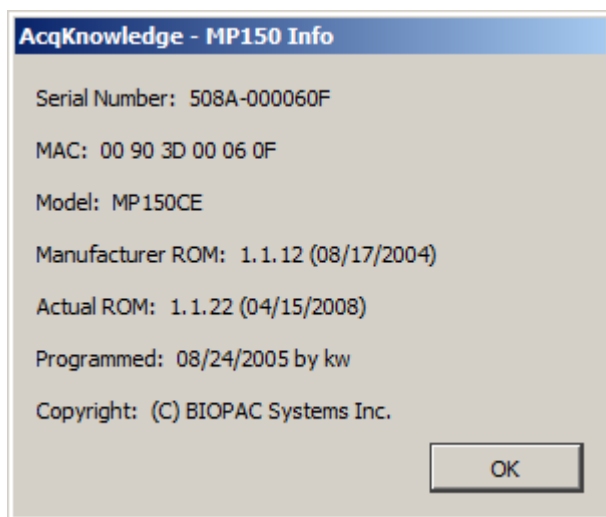 AcqKnowledge - MP150 Info
Serial Number: 508A-000060F
MAC: 00 90 3D 00 06 0F
Model: MP150CE
Manufacturer ROM: 1.1.12 (08/17/2004)
Actual ROM: 1.1.22 (04/15/2008)
Programmed: 08/24/2005 by kw
Copyright: (C) BIOPAC Systems Inc.
OK